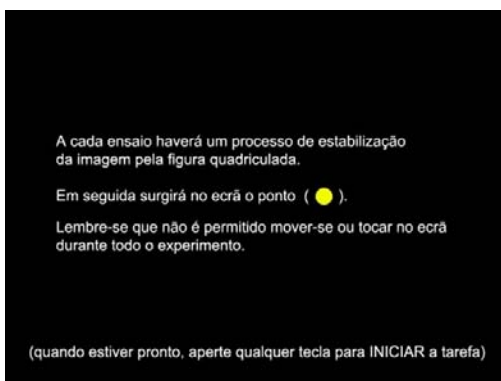 A cada ensaio haverá um processo de estabilização
da imagem pela figura quadriculada.
Em seguida surgirá no ecrã o ponto ( ).
Lembre-se que não é permitido mover-se ou tocar no ecrã
durante todo o experimento.
(quando estiver pronto, aperte qualquer tecla para INICIAR a tarefa)